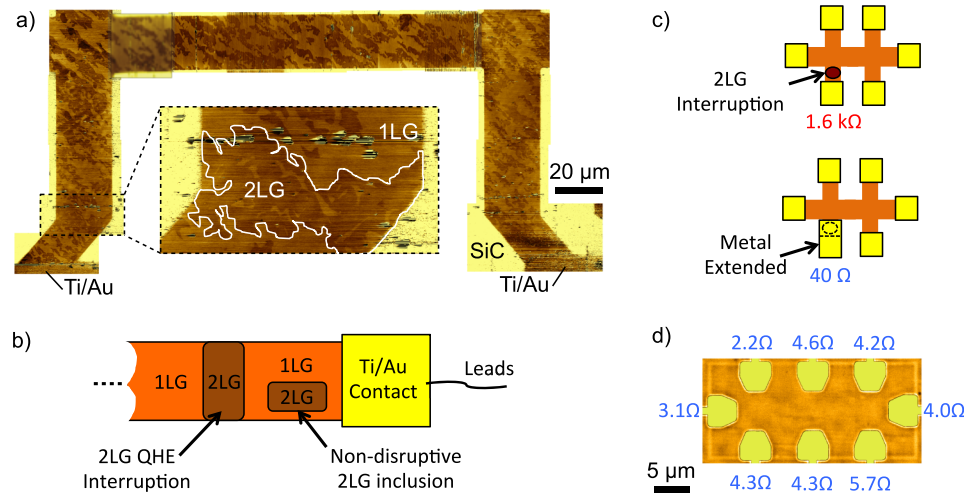 a)
1LG
2LG
20 µm
SiC
Ti/Au
Ti/Au
b)
1LG
2LG
1LG
2LG
Ti/Au
Contact
Leads
2LG QHE
Interruption
Non-disruptive
2LG inclusion
c)
2LG
Interruption
1.6 kΩ
Metal
Extended
40 Ω
d)
2.2Ω
4.6Ω
4.2Ω
3.1Ω
4.0Ω
4.3Ω
4.3Ω
5.7Ω
5 µm